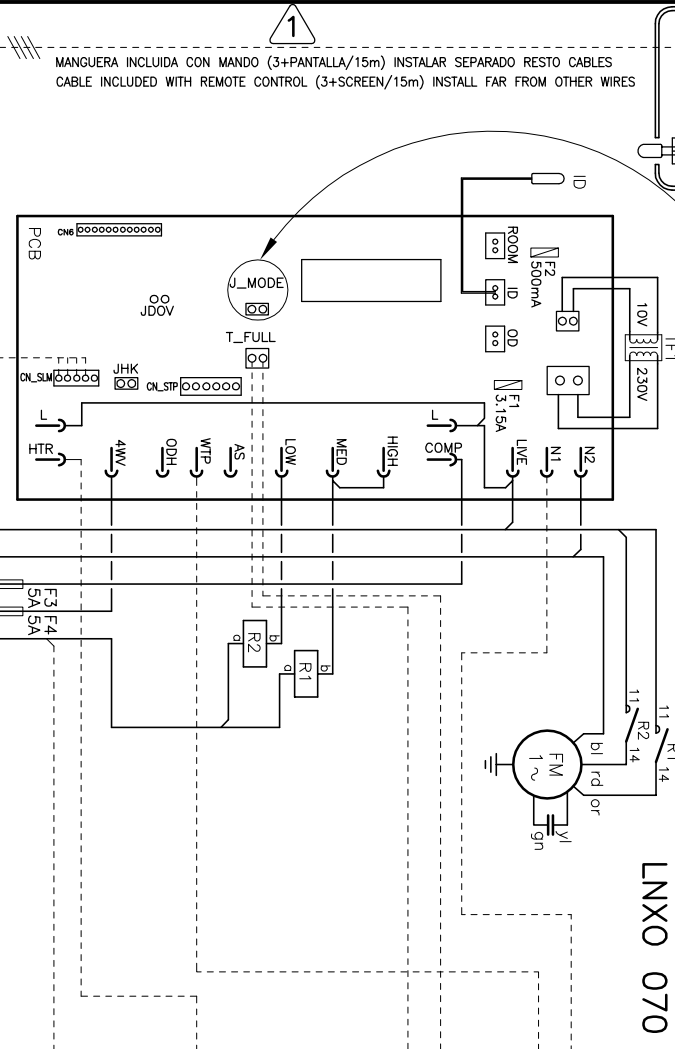 1
MANGUERA INCLUIDA CON MANDO (3+PANTALLA/15m) INSTALAR SEPARADO RESTO CABLES
CABLE INCLUDED WITH REMOTE CONTROL (3+SCREEN/15m) INSTALL FAR FROM OTHER WIRES
ID
PCB
CN6
ROOM
F2
500mA
J_MODE
ID
JDOV
10V
T_FULL
OD
230V
CN_SLM
JHK
CN_STP
F1
3.15A
L
L
HTR
4WV
ODH
WTP
AS
LOW
MED
HIGH
COMP
LIVE
N1
N2
F3
5A
F4
5A
a
R2
b
a
R1
b
11
R2
14
11
14
FM
1 ~
bl
rd
or
yl
gn
LNXO 070